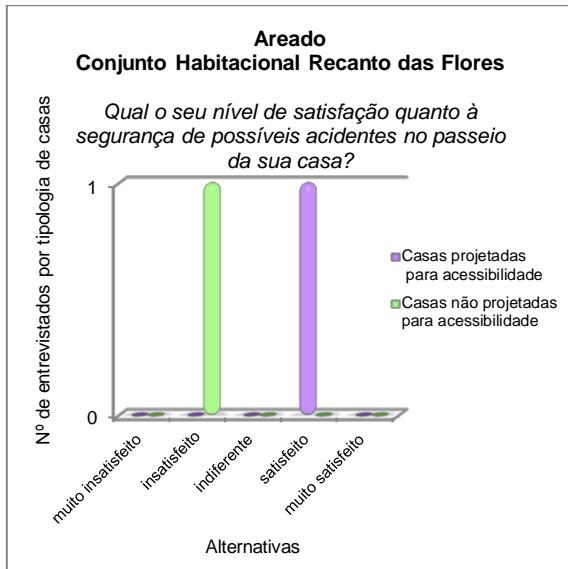 Areado
Conjunto Habitacional Recanto das Flores
Qual o seu nível de satisfação quanto à
segurança de possíveis acidentes no passeio
da sua casa?
Nº de entrevistados por tipologia de casas
1
0
muito insatisfeito
insatisfeito
indiferente
satisfeito
muito satisfeito
Alternativas
Casas projetadas
para acessibilidade
Casas não projetadas
para acessibilidade